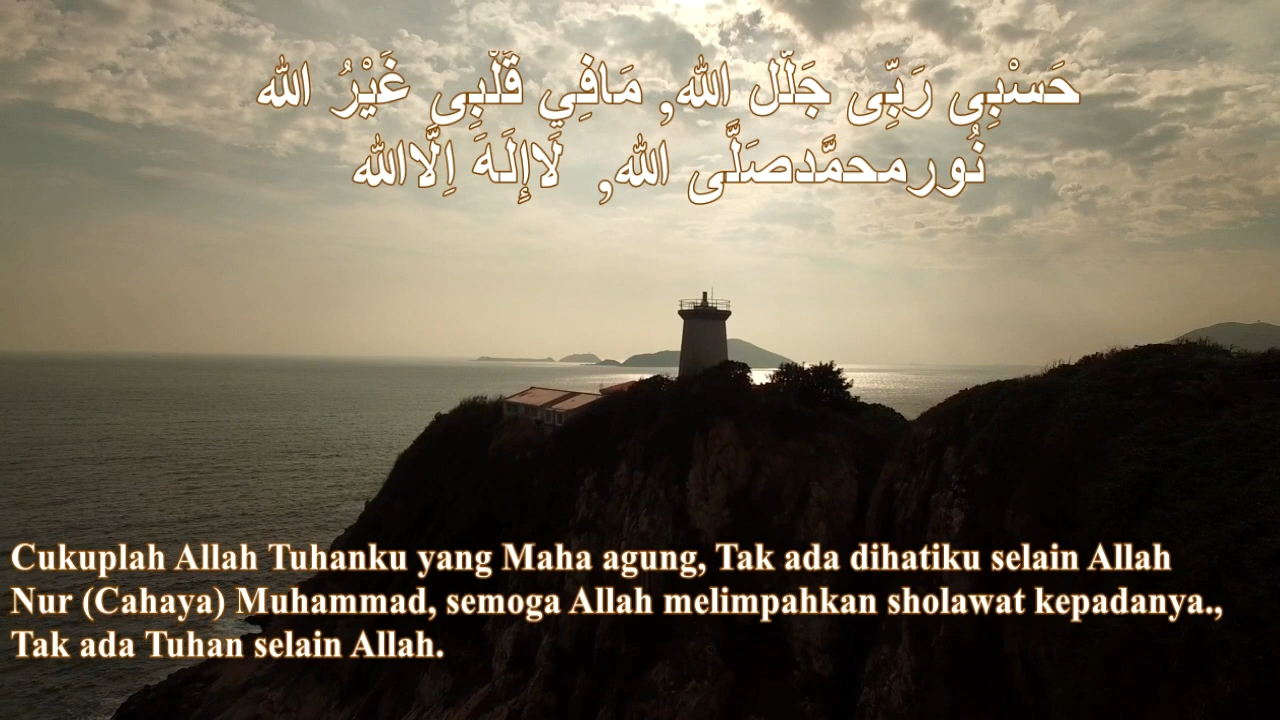 حَسْبِى رَبِّى جَلّل الله, مَافِي قَلْبِى غَيْرُ الله
نُورمحمَّدصَلَّى الله, لَاإِلَهَ اِلَّاالله
Cukuplah Allah Tuhanku yang Maha agung, Tak ada dihatiku selain Allah
Nur (Cahaya) Muhammad, semoga Allah melimpahkan sholawat kepadanya.,
Tak ada Tuhan selain Allah.